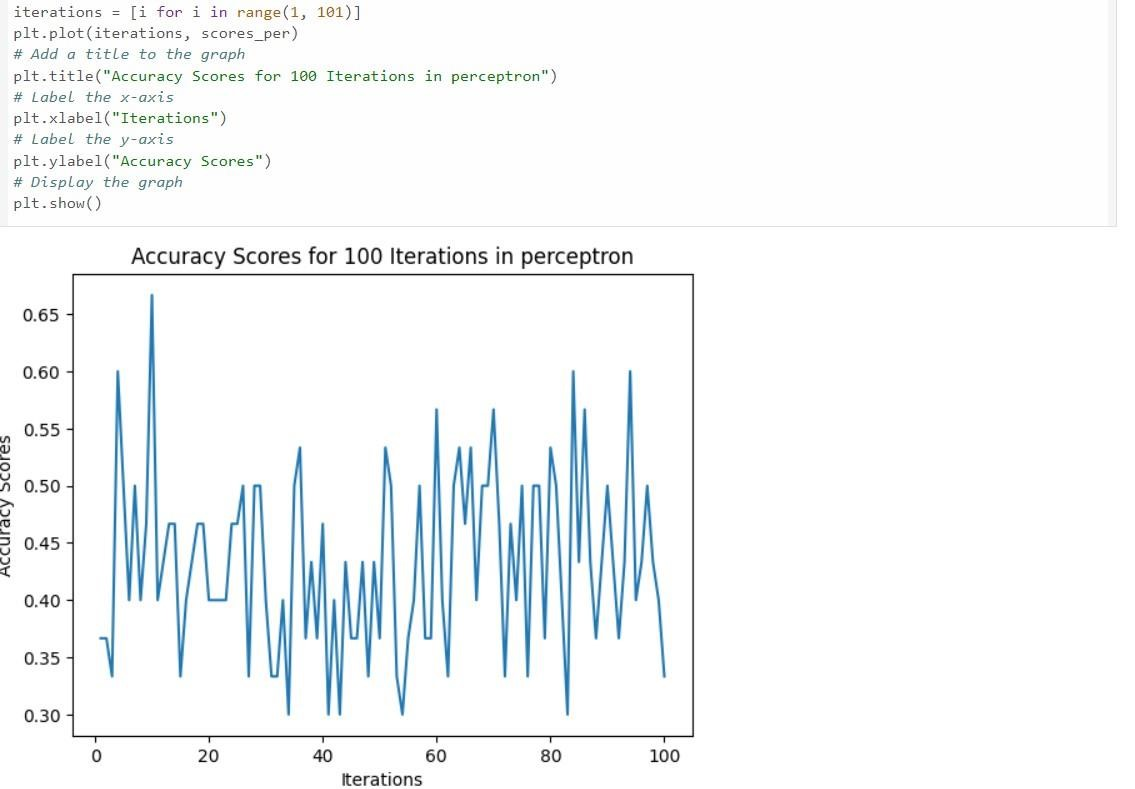 iterations = [i for i in range(1, 101)]
plt.plot(iterations, scores_per)
# Add a title to the graph
plt.title("Accuracy Scores for 100 Iterations in perceptron")
# Label the x-axis
plt.xlabel("Iterations")
# Label the y-axis
plt.ylabel("Accuracy Scores")
# Display the graph
plt.show()
Accuracy Scores for 100 Iterations in perceptron
Accuracy Scores
0.65
0.60
0.55
0.50
0.45
0.40
0.35
0.30
0 20 40 60 80 100
Iterations